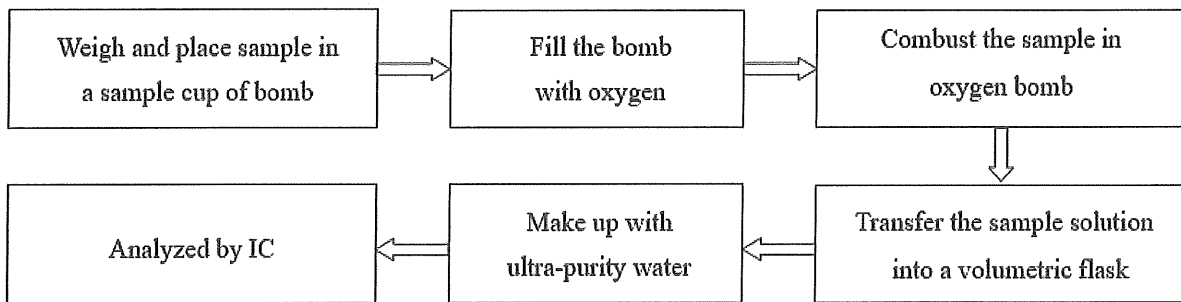 Weigh and place sample in
a sample cup of bomb
Fill the bomb
with oxygen
Combust the sample in
oxygen bomb
Transfer the sample solution
into a volumetric flask
Make up with
ultra-purity water
Analyzed by IC